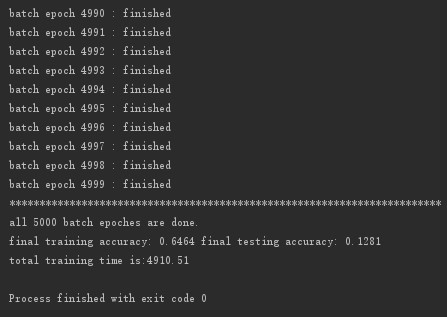 batch epoch 4990 : finished
batch epoch 4991 : finished
batch epoch 4992 : finished
batch epoch 4993 : finished
batch epoch 4994 : finished
batch epoch 4995 : finished
batch epoch 4996 : finished
batch epoch 4997 : finished
batch epoch 4998 : finished
batch epoch 4999 : finished
************************************************************************
all 5000 batch epoches are done.
final training accuracy: 0.6464 final testing accuracy: 0.1281
total training time is:4910.51
Process finished with exit code 0